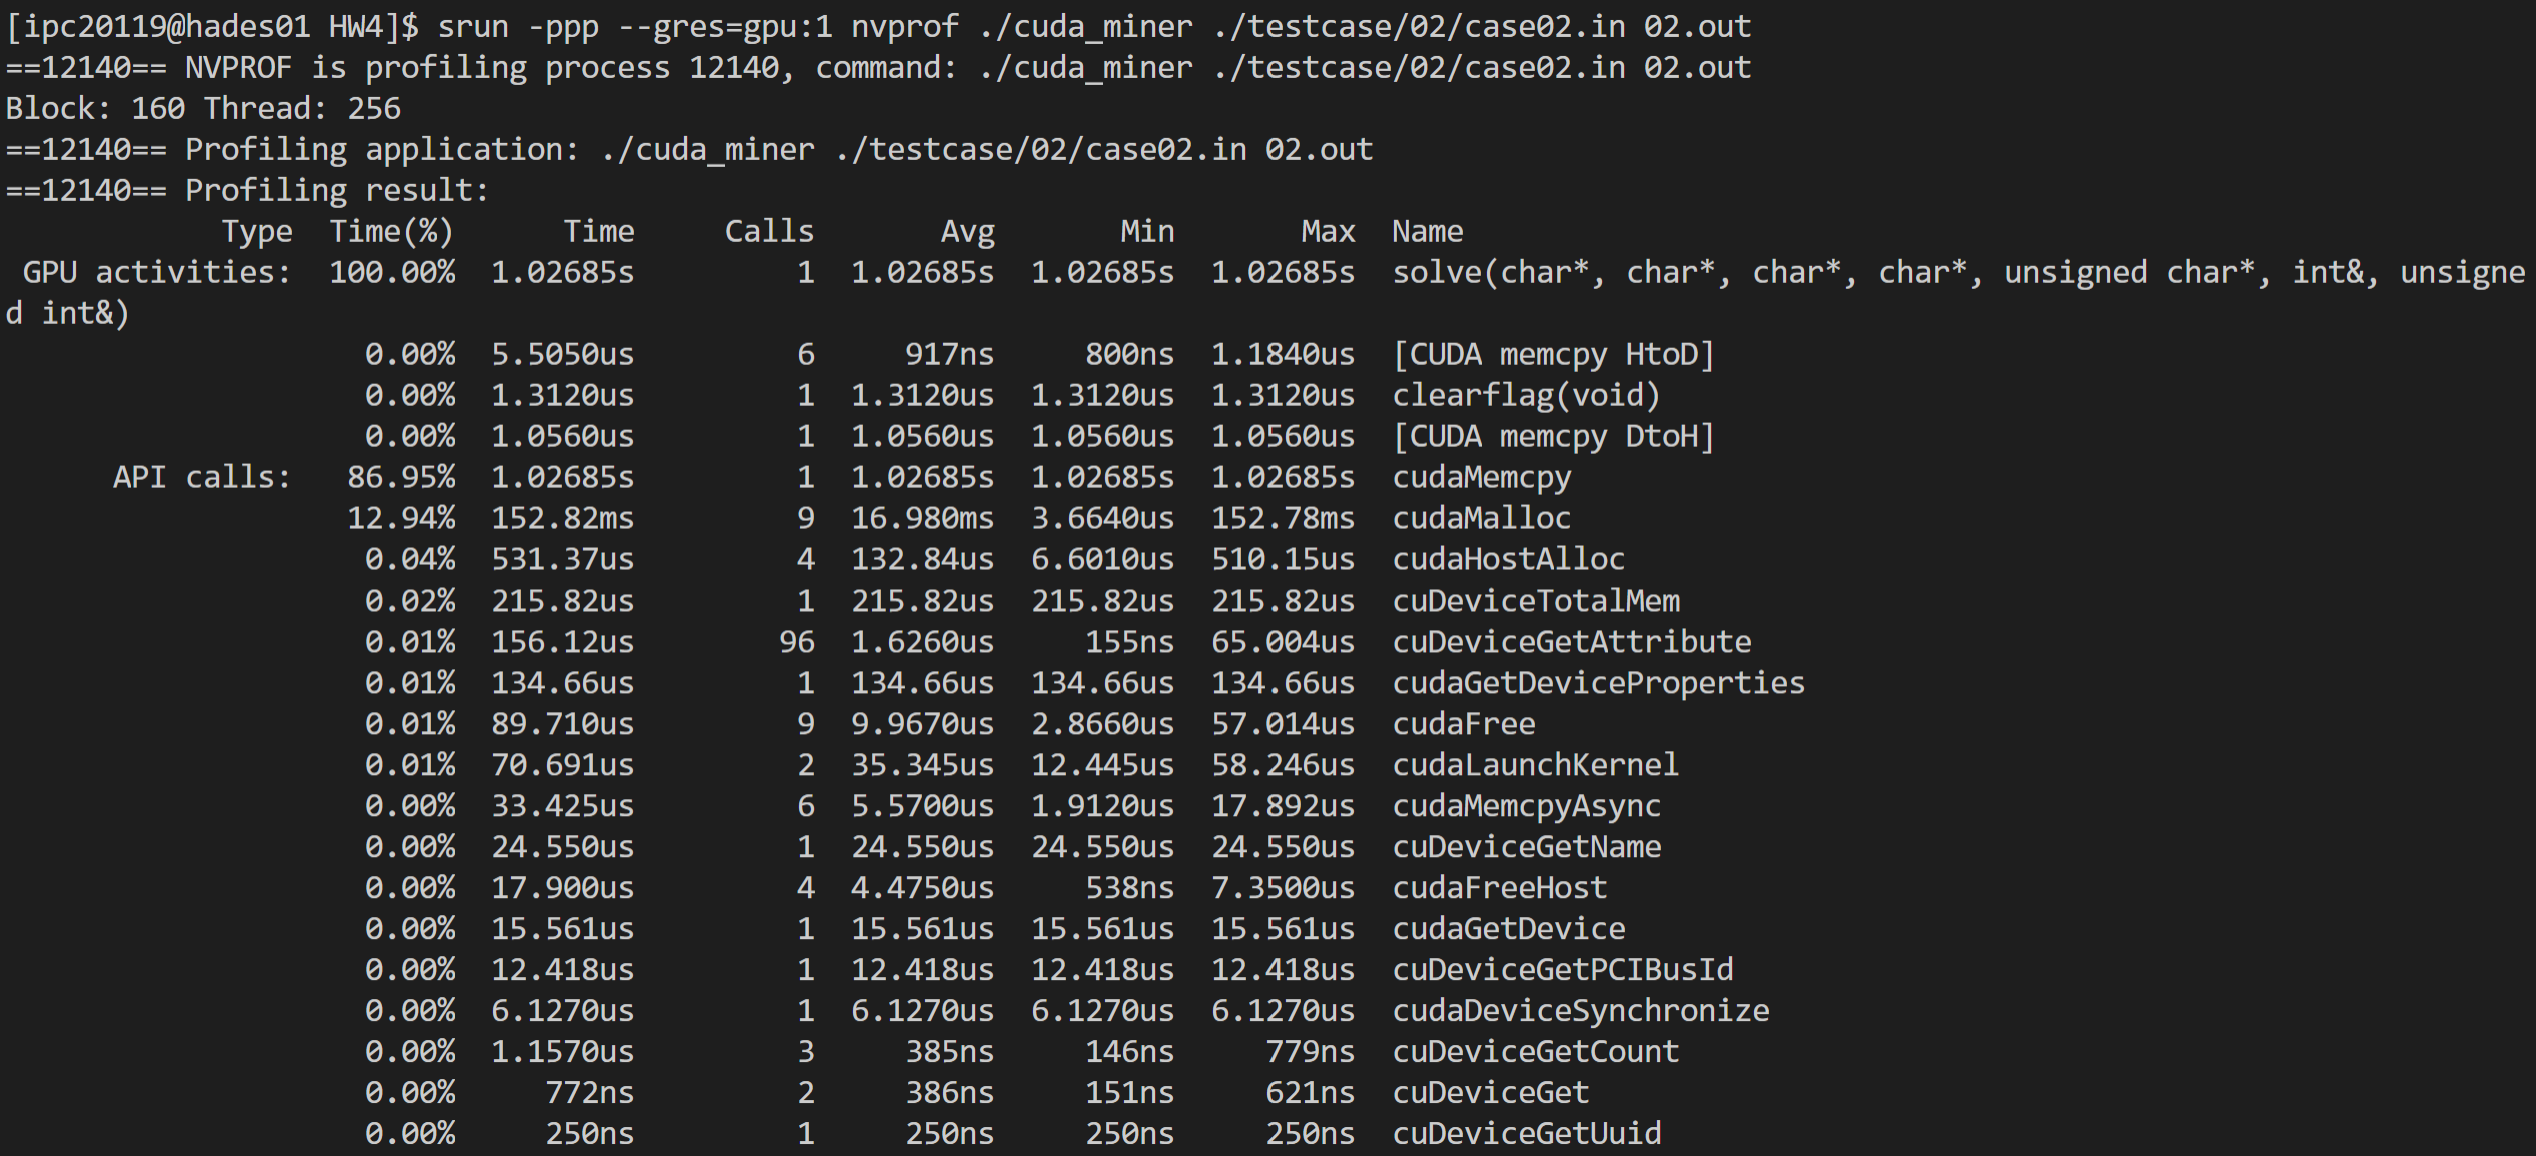 [ipc20119@hades01 HW4]$ srun -ppp --gres=gpu:1 nvprof ./cuda_miner ./testcase/02/case02.in 02.out
==12140== NVPROF is profiling process 12140, command: ./cuda_miner ./testcase/02/case02.in 02.out
Block: 160 Thread: 256
==12140== Profiling application: ./cuda_miner ./testcase/02/case02.in 02.out
==12140== Profiling result:
            Type  Time(%)      Time     Calls       Avg       Min       Max  Name
 GPU activities:  100.00%  1.02685s         1  1.02685s  1.02685s  1.02685s  solve(char*, char*, char*, char*, unsigned char*, int&, unsigne
d int&)
                    0.00%  5.5050us         6     917ns     800ns  1.1840us  [CUDA memcpy HtoD]
                    0.00%  1.3120us         1  1.3120us  1.3120us  1.3120us  clearflag(void)
                    0.00%  1.0560us         1  1.0560us  1.0560us  1.0560us  [CUDA memcpy DtoH]
      API calls:   86.95%  1.02685s         1  1.02685s  1.02685s  1.02685s  cudaMemcpy
                   12.94%  152.82ms         9  16.980ms  3.6640us  152.78ms  cudaMalloc
                    0.04%  531.37us         4  132.84us  6.6010us  510.15us  cudaHostAlloc
                    0.02%  215.82us         1  215.82us  215.82us  215.82us  cuDeviceTotalMem
                    0.01%  156.12us        96  1.6260us     155ns  65.004us  cuDeviceGetAttribute
                    0.01%  134.66us         1  134.66us  134.66us  134.66us  cudaGetDeviceProperties
                    0.01%  89.710us         9  9.9670us  2.8660us  57.014us  cudaFree
                    0.01%  70.691us         2  35.345us  12.445us  58.246us  cudaLaunchKernel
                    0.00%  33.425us         6  5.5700us  1.9120us  17.892us  cudaMemcpyAsync
                    0.00%  24.550us         1  24.550us  24.550us  24.550us  cuDeviceGetName
                    0.00%  17.900us         4  4.4750us     538ns  7.3500us  cudaFreeHost
                    0.00%  15.561us         1  15.561us  15.561us  15.561us  cudaGetDevice
                    0.00%  12.418us         1  12.418us  12.418us  12.418us  cuDeviceGetPCIBusId
                    0.00%  6.1270us         1  6.1270us  6.1270us  6.1270us  cudaDeviceSynchronize
                    0.00%  1.1570us         3     385ns     146ns     779ns  cuDeviceGetCount
                    0.00%     772ns         2     386ns     151ns     621ns  cuDeviceGet
                    0.00%     250ns         1     250ns     250ns     250ns  cuDeviceGetUuid